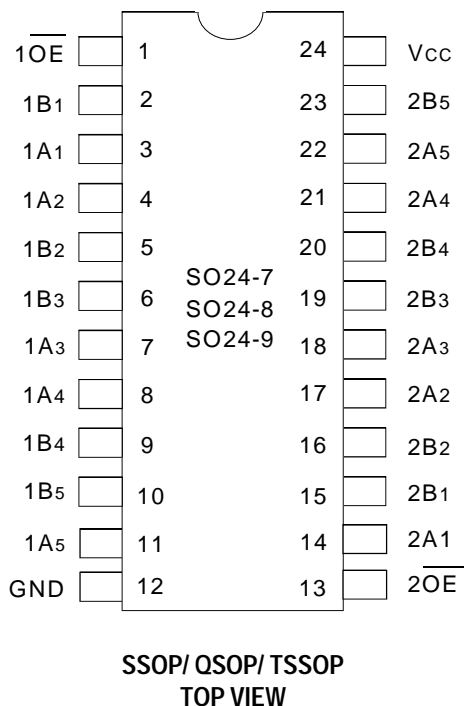 1O̅E̅ 1 24 Vcc
1B1 2 23 2B5
1A1 3 22 2A5
1A2 4 21 2A4
1B2 5 20 2B4
SO24-7
1B3 6 19 2B3
SO24-8
SO24-9
1A3 7 18 2A3
1A4 8 17 2A2
1B4 9 16 2B2
1B5 10 15 2B1
1A5 11 14 2A1
GND 12 13 2O̅E̅
SSOP/ QSOP/ TSSOP
TOP VIEW